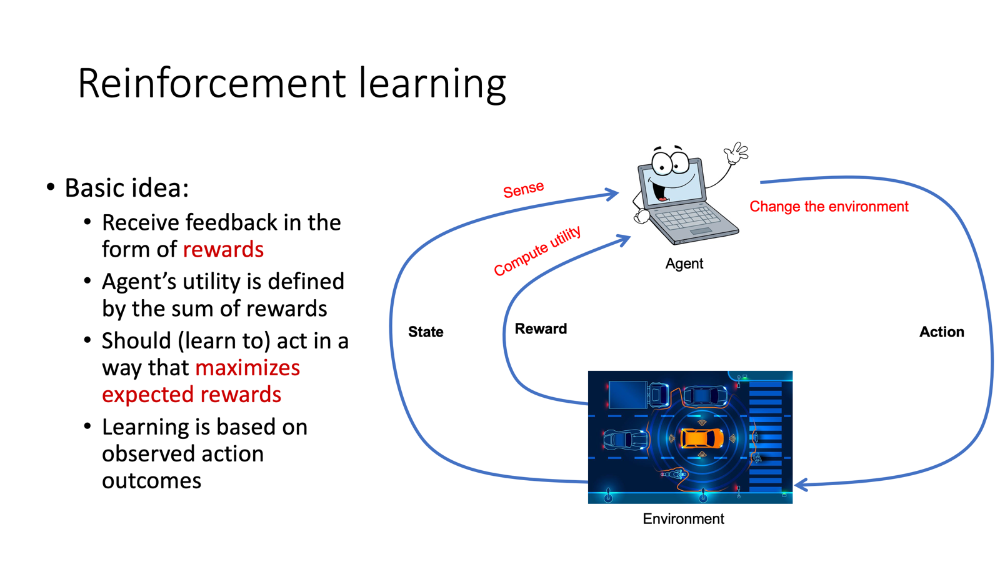 Reinforcement learning
• Basic idea:
• Receive feedback in the
form of rewards
• Agent’s utility is defined
by the sum of rewards
• Should (learn to) act in a
way that maximizes
expected rewards
• Learning is based on
observed action
outcomes
Sense
Change the environment
Compute utility
Agent
State
Reward
Action
Environment